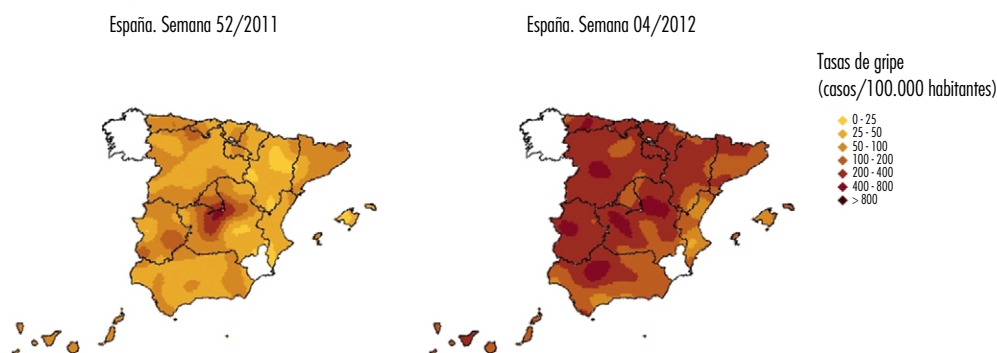 España. Semana 52/2011
España. Semana 04/2012
Tasas de gripe
(casos/100.000 habitantes)
0 - 25
25 - 50
50 - 100
100 - 200
200 - 400
400 - 800
> 800